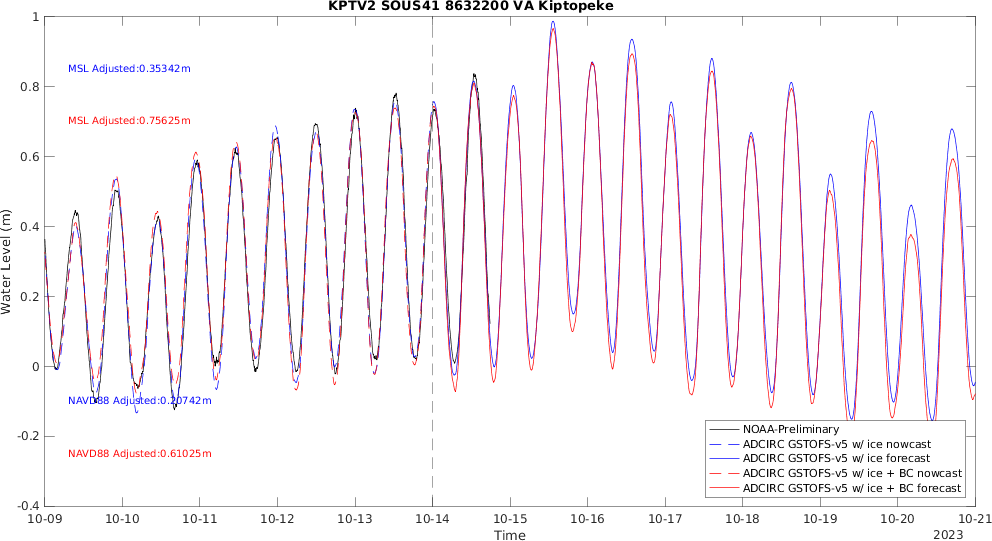 KPTV2 SOUS41 8632200 VA Kiptopeke
1
MSL Adjusted:0.35342m
0.8
MSL Adjusted:0.75625m
0.6
0.4
Water Level (m)
0.2
0
NAVD88 Adjusted:0.20742m
-0.2
NAVD88 Adjusted:0.61025m
-0.4
NOAA-Preliminary
ADCIRC GSTOFS-v5 w/ ice nowcast
ADCIRC GSTOFS-v5 w/ ice forecast
ADCIRC GSTOFS-v5 w/ ice + BC nowcast
ADCIRC GSTOFS-v5 w/ ice + BC forecast
10-09 10-10 10-11 10-12 10-13 10-14 10-15 10-16 10-17 10-18 10-19 10-20 10-21
Time
2023